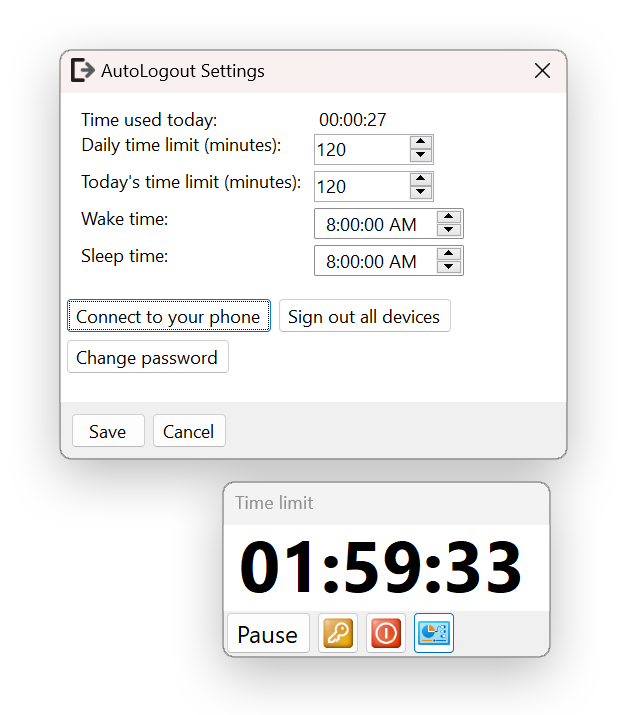 AutoLogout Settings
Time used today: 00:00:27
Daily time limit (minutes): 120
Today's time limit (minutes): 120
Wake time: 8:00:00 AM
Sleep time: 8:00:00 AM
Connect to your phone Sign out all devices
Change password
Save Cancel
Time limit
01:59:33
Pause